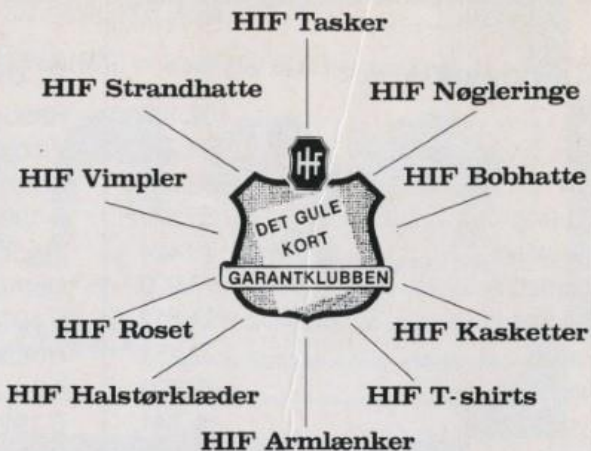 HIF Tasker
HIF Strandhatte
HIF Nøgleringe
HIF
HIF Vimpler
HIF Bobhatte
DET GULE
KORT
GARANTKLUBBEN
HIF Roset
HIF Kasketter
HIF Halstørklæder
HIF T-shirts
HIF Armlænker